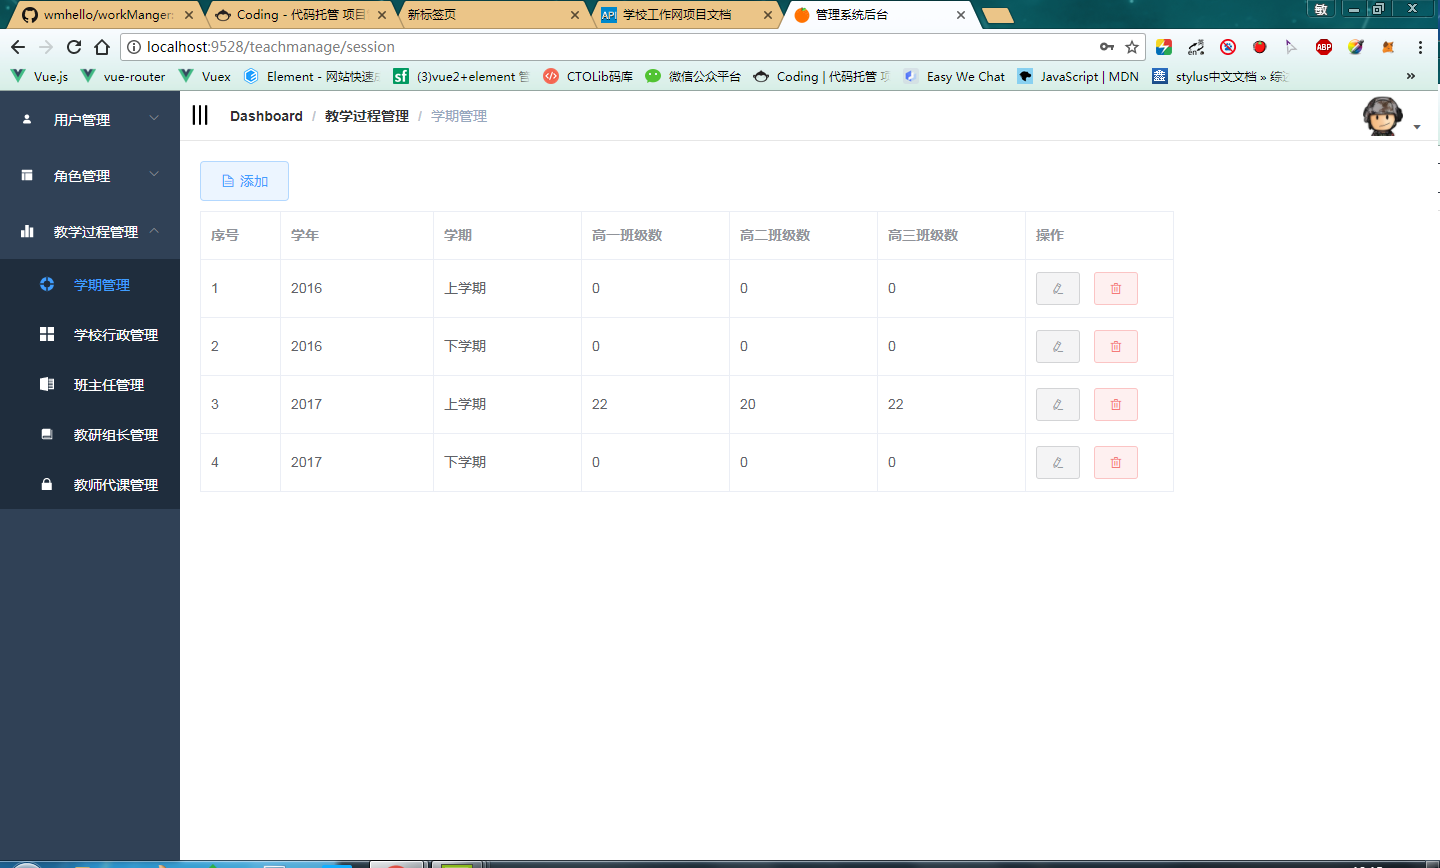 wmhello/workManger
Coding - 代码托管 项目
新标签页
API 学校工作网项目文档
管理系统后台
敏
localhost:9528/teachmanage/session
ABP
Vue.js
vue-router
Vuex
Element - 网站快速
sf (3)vue2+element 管
CTOLib码库
微信公众平台
Coding | 代码托管 项
Easy We Chat
JavaScript | MDN
鑫 stylus中文文档 » 综
»
用户管理
角色管理
教学过程管理
学期管理
学校行政管理
班主任管理
教研组长管理
教师代课管理
Dashboard / 教学过程管理 / 学期管理
添加
序号 学年 学期 高一班级数 高二班级数 高三班级数 操作
1 2016 上学期 0 0 0
2 2016 下学期 0 0 0
3 2017 上学期 22 20 22
4 2017 下学期 0 0 0